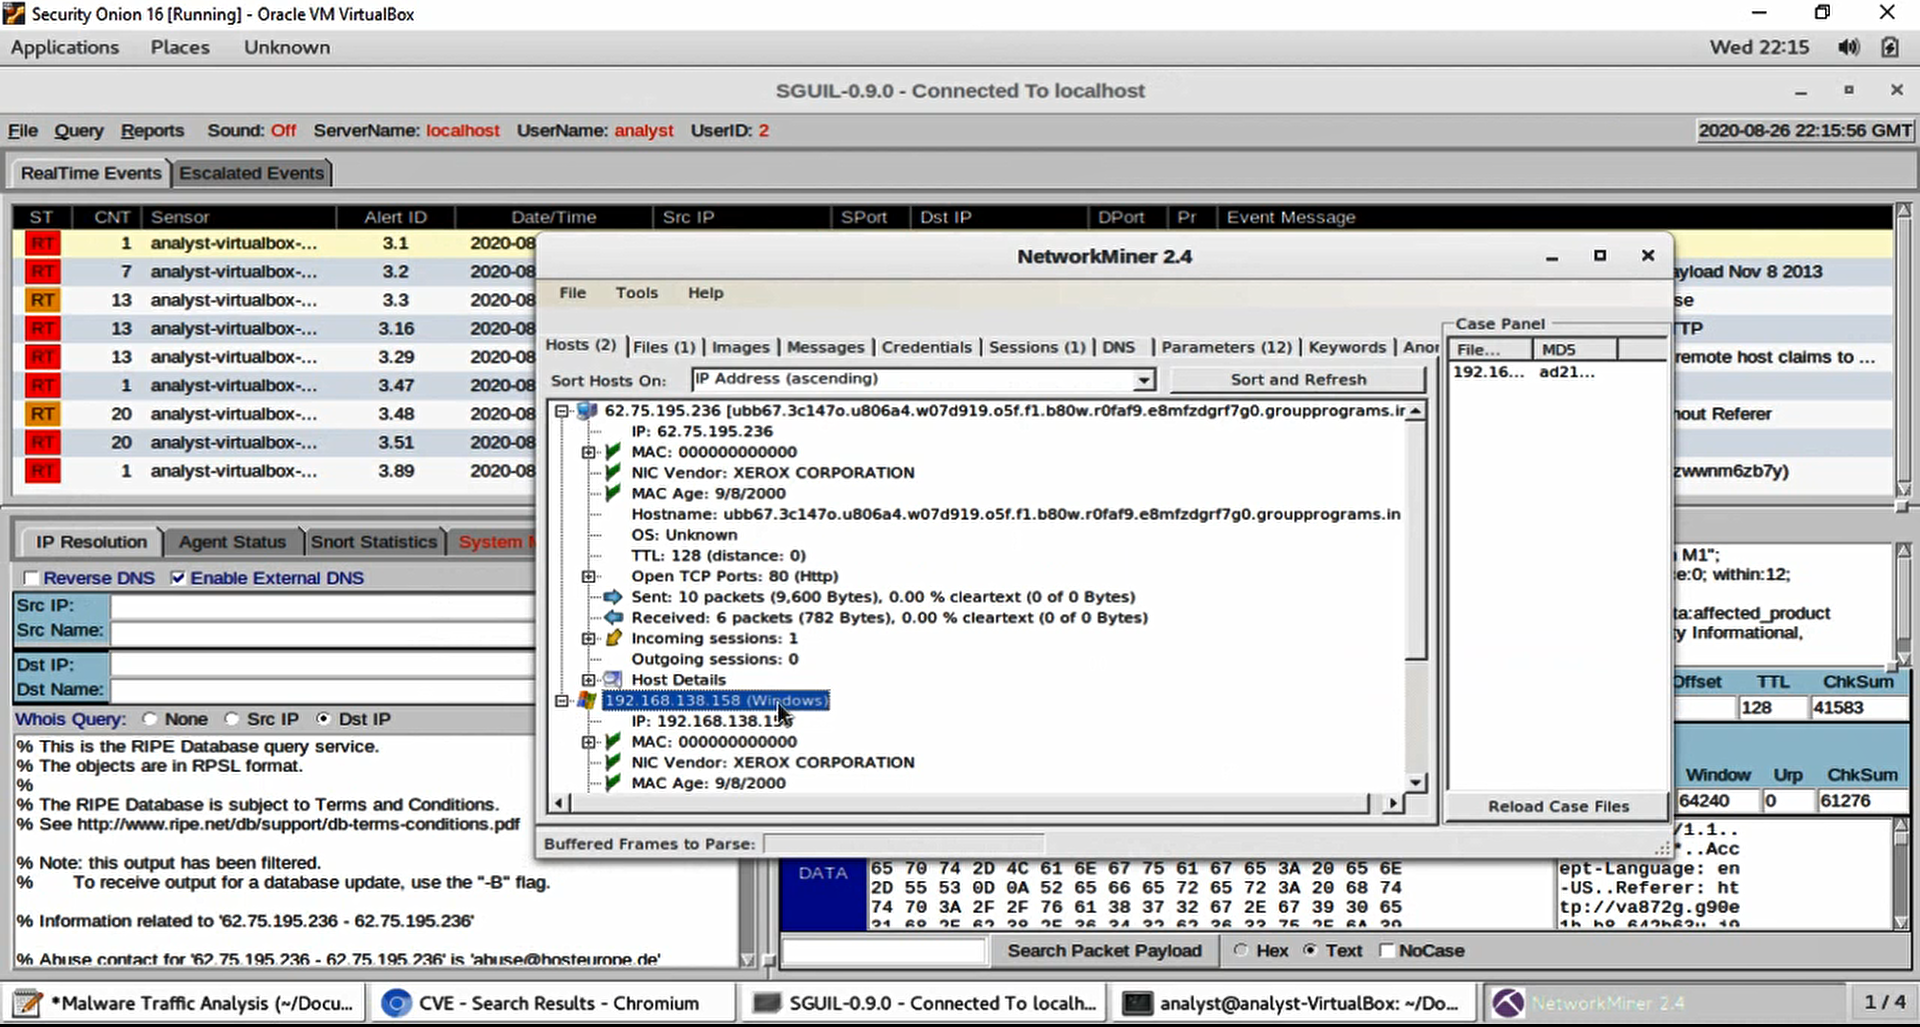 Security Onion 16 [Running] - Oracle VM VirtualBox
Applications Places Unknown Wed 22:15
SGUIL-0.9.0 - Connected To localhost
File Query Reports Sound: Off ServerName: localhost UserName: analyst UserID: 2 2020-08-26 22:15:56 GMT
RealTime Events Escalated Events
ST CNT Sensor Alert ID Date/Time Src IP SPort Dst IP DPort Pr Event Message
RT 1 analyst-virtualbox-... 3.1 2020-08
RT 7 analyst-virtualbox-... 3.2 2020-08 ayload Nov 8 2013
RT 13 analyst-virtualbox-... 3.3 2020-08 se
RT 13 analyst-virtualbox-... 3.16 2020-08 TP
RT 13 analyst-virtualbox-... 3.29 2020-08 remote host claims to ...
RT 1 analyst-virtualbox-... 3.47 2020-08
RT 20 analyst-virtualbox-... 3.48 2020-08 out Referer
RT 20 analyst-virtualbox-... 3.51 2020-08
RT 1 analyst-virtualbox-... 3.89 2020-08 zwwnm6zb7y)
NetworkMiner 2.4
File Tools Help
Hosts (2) Files (1) Images Messages Credentials Sessions (1) DNS Parameters (12) Keywords Anor
Sort Hosts On: IP Address (ascending) Sort and Refresh
62.75.195.236 [ubb67.3c147o.u806a4.w07d919.o5f.f1.b80w.r0faf9.e8mfzdgrf7g0.groupprograms.ir
IP: 62.75.195.236
MAC: 000000000000
NIC Vendor: XEROX CORPORATION
MAC Age: 9/8/2000
Hostname: ubb67.3c147o.u806a4.w07d919.o5f.f1.b80w.r0faf9.e8mfzdgrf7g0.groupprograms.in
OS: Unknown
TTL: 128 (distance: 0)
Open TCP Ports: 80 (Http)
Sent: 10 packets (9,600 Bytes), 0.00 % cleartext (0 of 0 Bytes)
Received: 6 packets (782 Bytes), 0.00 % cleartext (0 of 0 Bytes)
Incoming sessions: 1
Outgoing sessions: 0
Host Details
192.168.138.158 (Windows)
IP: 192.168.138.158
MAC: 000000000000
NIC Vendor: XEROX CORPORATION
MAC Age: 9/8/2000
Buffered Frames to Parse:
Case Panel
File... MD5
192.16... ad21...
Reload Case Files
IP Resolution Agent Status Snort Statistics System M
Reverse DNS Enable External DNS
Src IP:
Src Name:
Dst IP:
Dst Name:
Whois Query: None Src IP Dst IP
% This is the RIPE Database query service.
% The objects are in RPSL format.
%
% The RIPE Database is subject to Terms and Conditions.
% See http://www.ripe.net/db/support/db-terms-conditions.pdf
% Note: this output has been filtered.
% To receive output for a database update, use the "-B" flag.
% Information related to '62.75.195.236 - 62.75.195.236'
% Abuse contact for '62.75.195.236 - 62.75.195.236' is 'abuse@hosteurope.de'
M1";
e:0; within:12;
ta:affected_product
y Informational,
Offset TTL ChkSum
128 41583
Window Urp ChkSum
64240 0 61276
DATA
65 70 74 2D 4C 61 6E 67 75 61 67 65 3A 20 65 6E
2D 55 53 0D 0A 52 65 66 65 72 65 72 3A 20 68 74
74 70 3A 2F 2F 76 61 38 37 32 67 2E 67 39 30 65
/1.1..
*..Acc
ept-Language: en
-US..Referer: ht
tp://va872g.g90e
Search Packet Payload Hex Text NoCase
*Malware Traffic Analysis (~/Docu... CVE - Search Results - Chromium SGUIL-0.9.0 - Connected To localh... analyst@analyst-VirtualBox: ~/Do... NetworkMiner 2.4 1 / 4